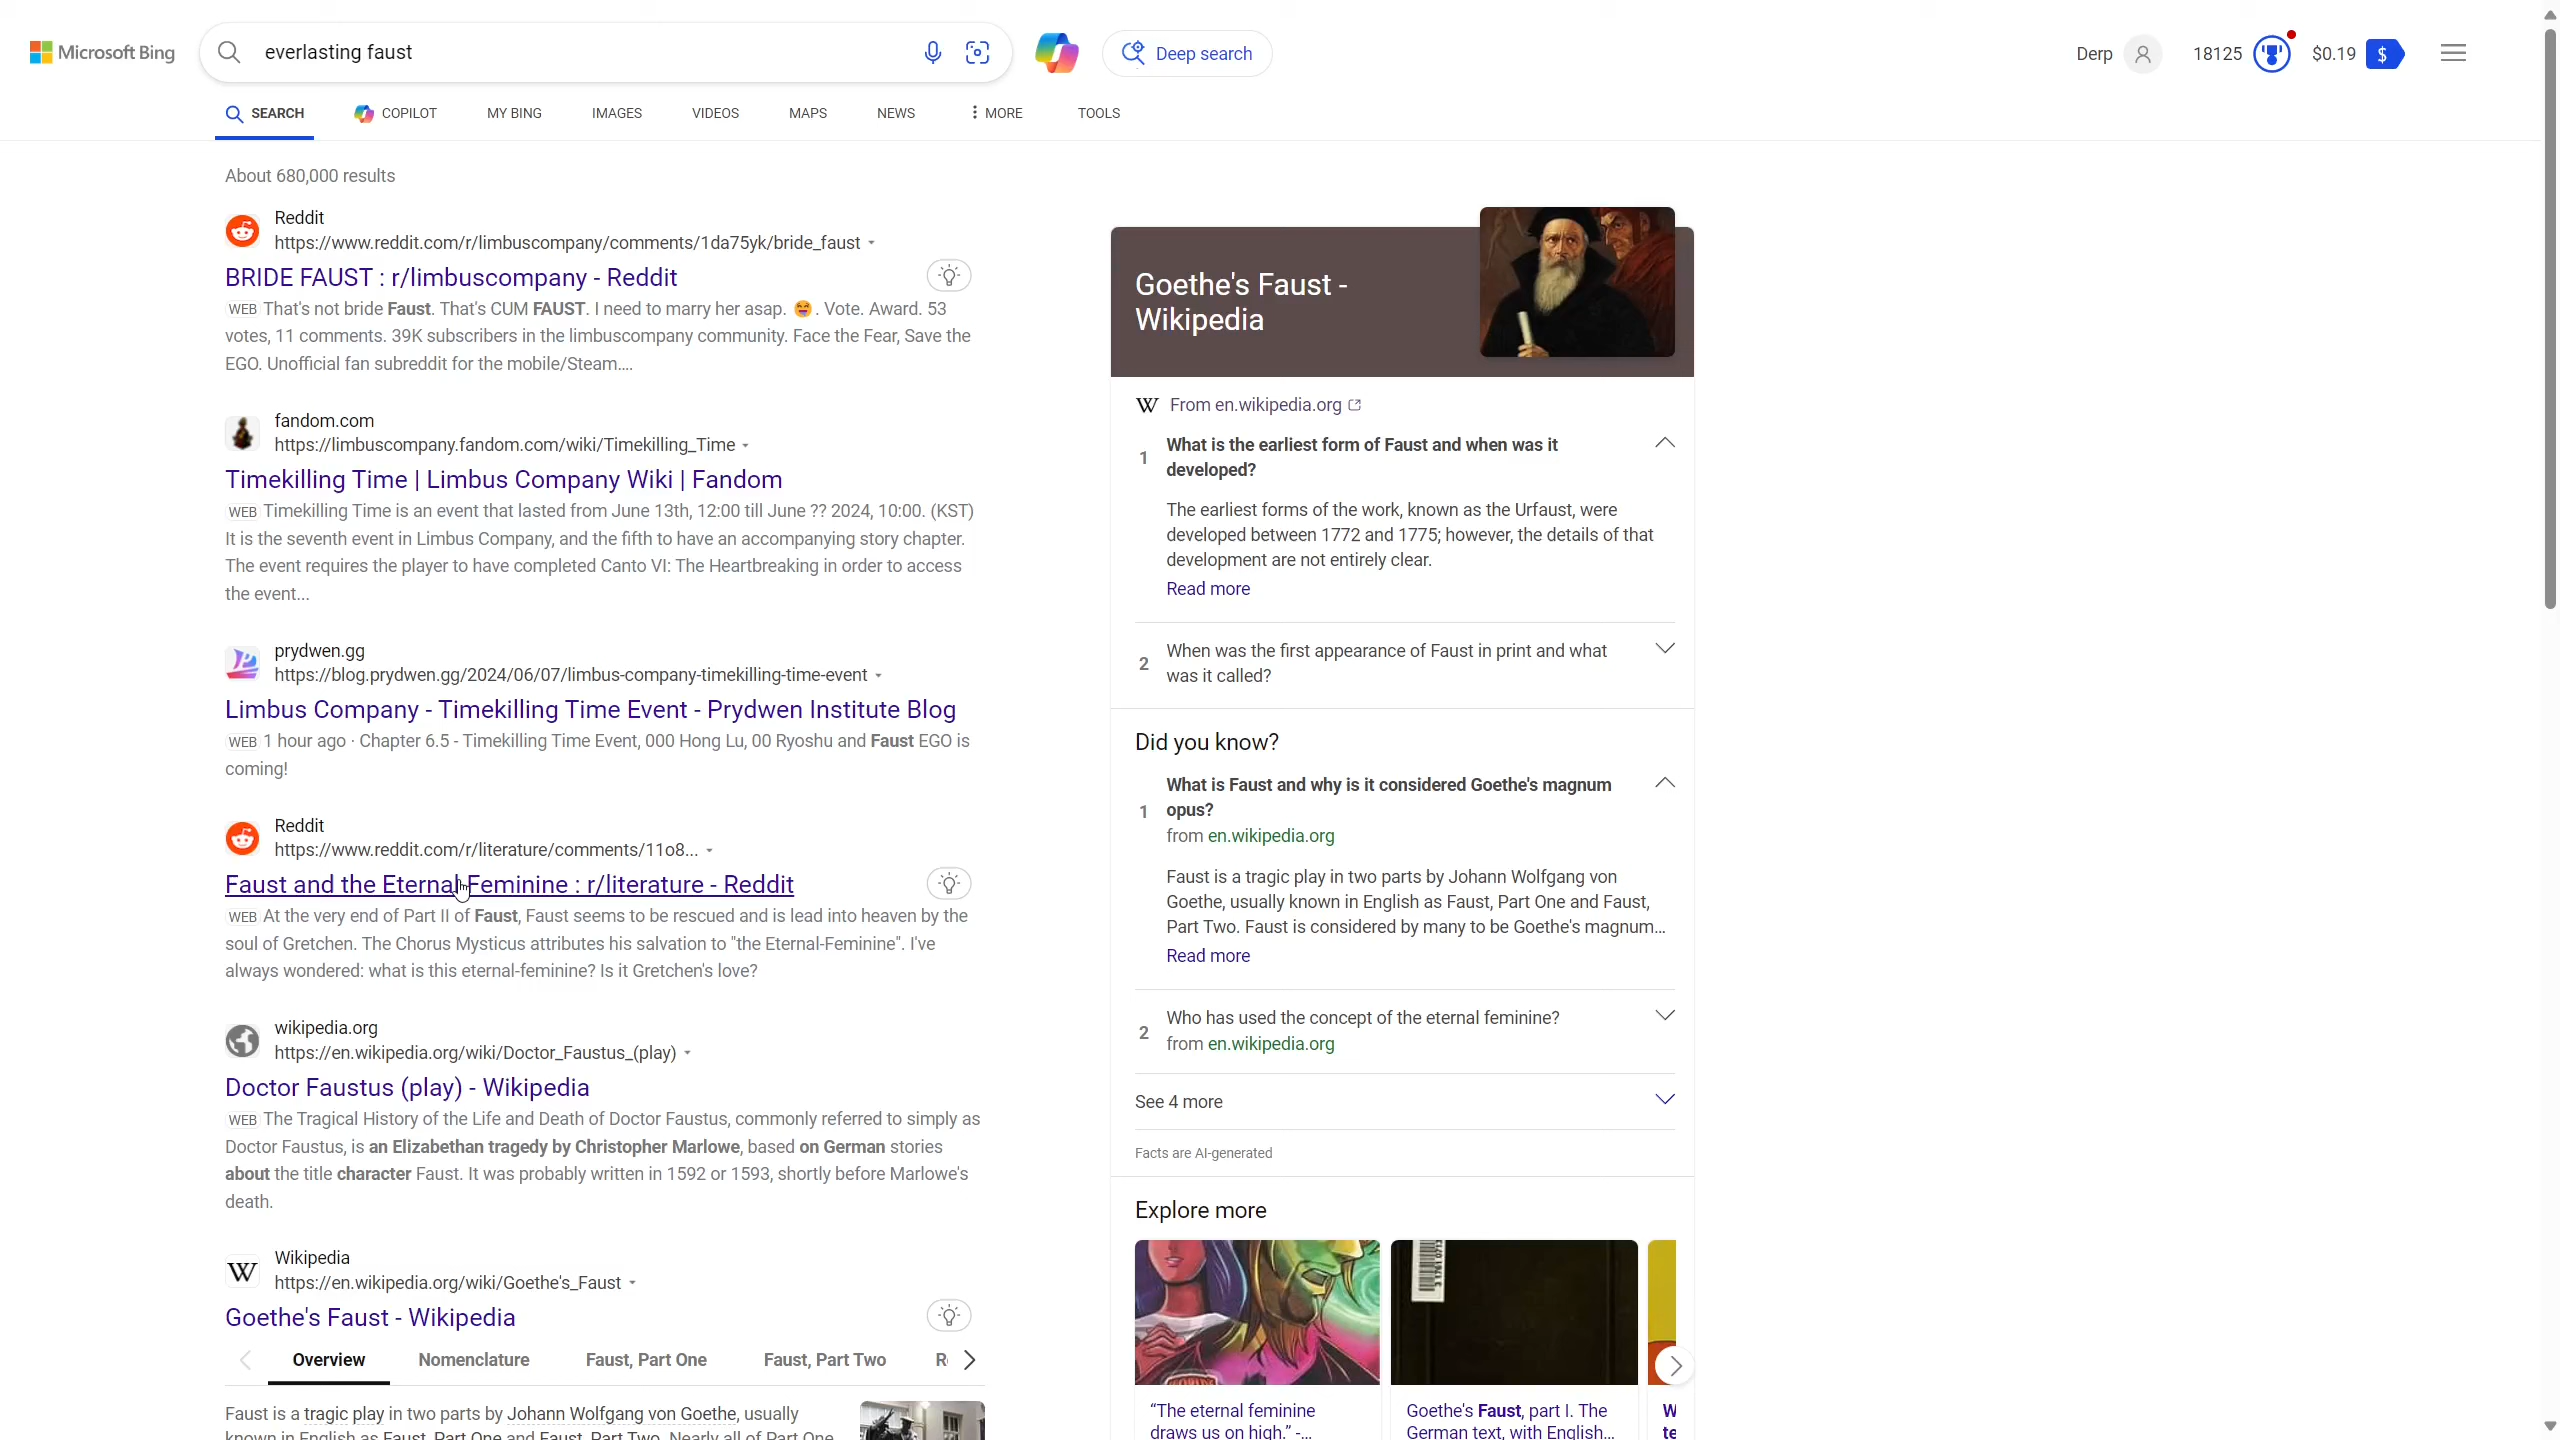 Microsoft Bing
everlasting faust
Deep search
Derp
18125
$0.19
$
SEARCH
COPILOT
MY BING
IMAGES
VIDEOS
MAPS
NEWS
MORE
TOOLS
About 680,000 results
Reddit
https://www.reddit.com/r/limbuscompany/comments/1da75yk/bride_faust
BRIDE FAUST : r/limbuscompany - Reddit
WEB That's not bride Faust. That's CUM FAUST. I need to marry her asap. 😆. Vote. Award. 53
votes, 11 comments. 39K subscribers in the limbuscompany community. Face the Fear, Save the
EGO. Unofficial fan subreddit for the mobile/Steam....
fandom.com
https://limbuscompany.fandom.com/wiki/Timekilling_Time
Timekilling Time | Limbus Company Wiki | Fandom
WEB Timekilling Time is an event that lasted from June 13th, 12:00 till June ?? 2024, 10:00. (KST)
It is the seventh event in Limbus Company, and the fifth to have an accompanying story chapter.
The event requires the player to have completed Canto VI: The Heartbreaking in order to access
the event...
prydwen.gg
https://blog.prydwen.gg/2024/06/07/limbus-company-timekilling-time-event
Limbus Company - Timekilling Time Event - Prydwen Institute Blog
WEB 1 hour ago · Chapter 6.5 - Timekilling Time Event, 000 Hong Lu, 00 Ryoshu and Faust EGO is
coming!
Reddit
https://www.reddit.com/r/literature/comments/11o8...
Faust and the Eternal Feminine : r/literature - Reddit
WEB At the very end of Part II of Faust, Faust seems to be rescued and is lead into heaven by the
soul of Gretchen. The Chorus Mysticus attributes his salvation to "the Eternal-Feminine". I've
always wondered: what is this eternal-feminine? Is it Gretchen's love?
wikipedia.org
https://en.wikipedia.org/wiki/Doctor_Faustus_(play)
Doctor Faustus (play) - Wikipedia
WEB The Tragical History of the Life and Death of Doctor Faustus, commonly referred to simply as
Doctor Faustus, is an Elizabethan tragedy by Christopher Marlowe, based on German stories
about the title character Faust. It was probably written in 1592 or 1593, shortly before Marlowe's
death.
W
Wikipedia
https://en.wikipedia.org/wiki/Goethe's_Faust
Goethe's Faust - Wikipedia
Overview
Nomenclature
Faust, Part One
Faust, Part Two
Faust is a tragic play in two parts by Johann Wolfgang von Goethe, usually
known in English as Faust, Part One and Faust, Part Two. Nearly all of Part One
Goethe's Faust -
Wikipedia
W From en.wikipedia.org
1 What is the earliest form of Faust and when was it
developed?
The earliest forms of the work, known as the Urfaust, were
developed between 1772 and 1775; however, the details of that
development are not entirely clear.
Read more
2 When was the first appearance of Faust in print and what
was it called?
Did you know?
1 What is Faust and why is it considered Goethe's magnum
opus?
from en.wikipedia.org
Faust is a tragic play in two parts by Johann Wolfgang von
Goethe, usually known in English as Faust, Part One and Faust,
Part Two. Faust is considered by many to be Goethe's magnum...
Read more
2 Who has used the concept of the eternal feminine?
from en.wikipedia.org
See 4 more
Facts are AI-generated
Explore more
"The eternal feminine
draws us on high." -...
Goethe's Faust, part I. The
German text, with English...